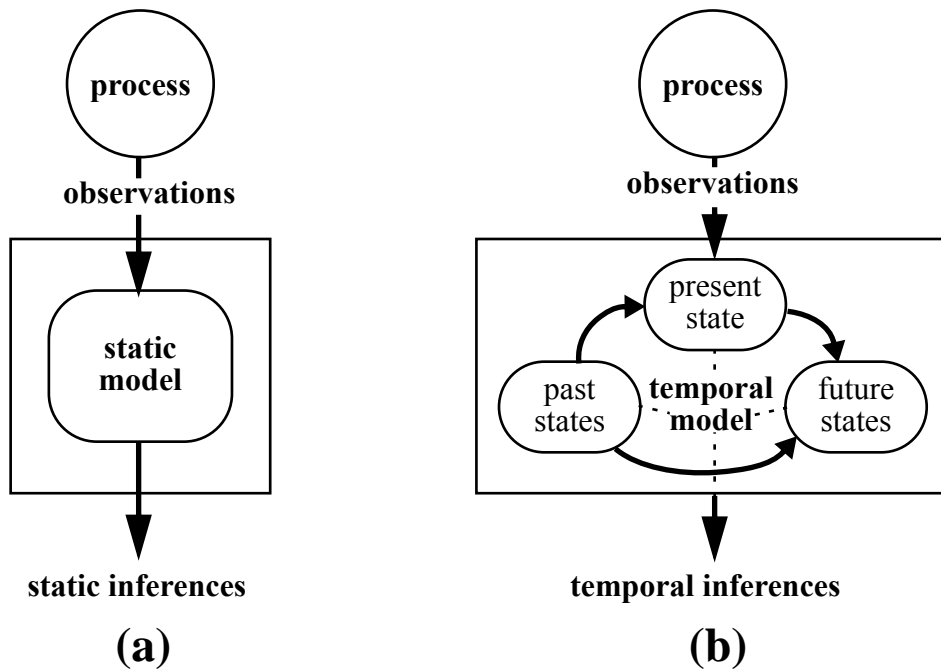 process
observations
static
model
static inferences
(a)
process
observations
present
state
past
states
temporal
model
future
states
temporal inferences
(b)